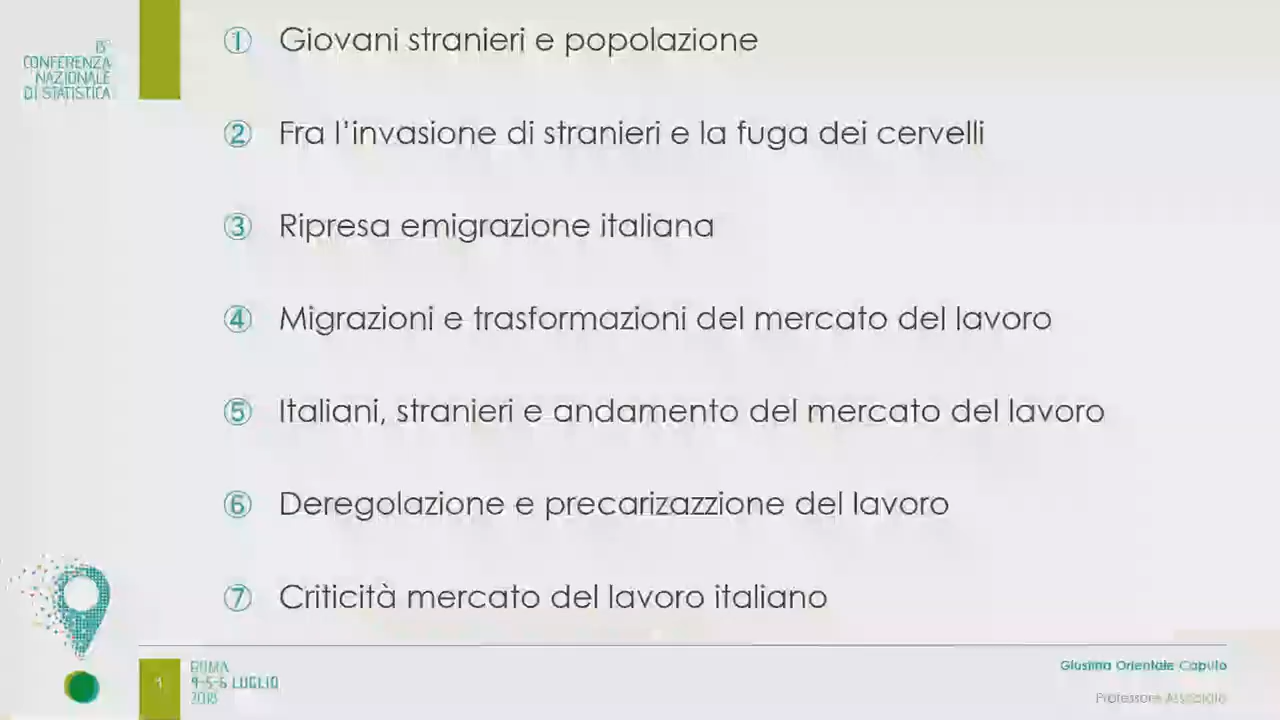 13°
CONFERENZA
NAZIONALE
DI STATISTICA
① Giovani stranieri e popolazione
② Fra l’invasione di stranieri e la fuga dei cervelli
③ Ripresa emigrazione italiana
④ Migrazioni e trasformazioni del mercato del lavoro
⑤ Italiani, stranieri e andamento del mercato del lavoro
⑥ Deregolazione e precarizazzione del lavoro
⑦ Criticità mercato del lavoro italiano
1
ROMA
4-5-6 LUGLIO
2018
Giustina Orientale Caputo
Professore Associato